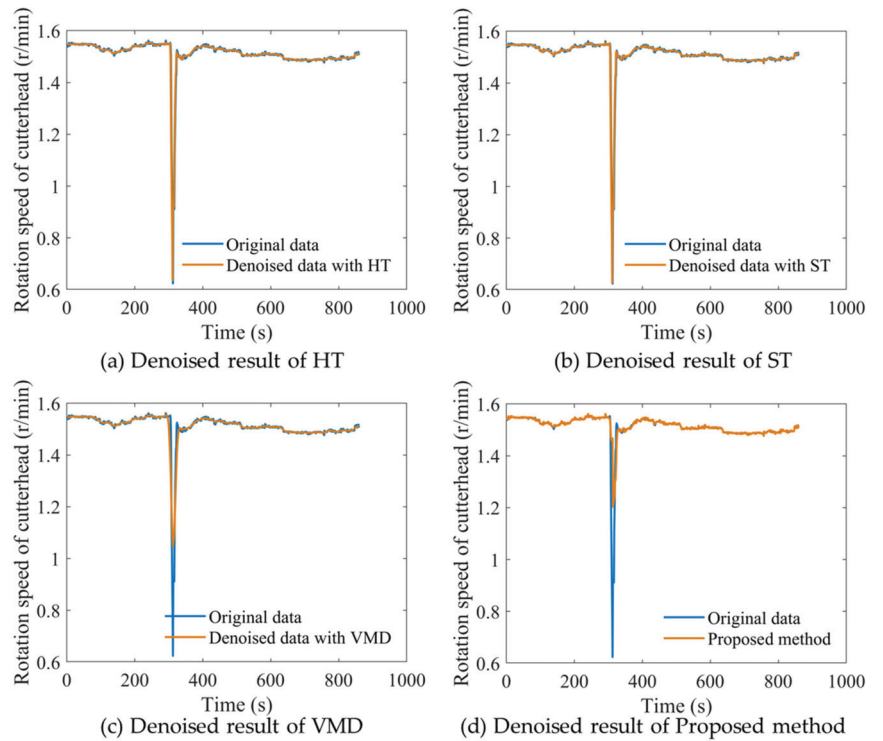 Rotation speed of cutterhead (r/min)
1.6
1.4
1.2
1
0.8
0.6
Original data
Denoised data with HT
0 200 400 600 800 1000
Time (s)
(a) Denoised result of HT
Rotation speed of cutterhead (r/min)
1.6
1.4
1.2
1
0.8
0.6
Original data
Denoised data with ST
0 200 400 600 800 1000
Time (s)
(b) Denoised result of ST
Rotation speed of cutterhead (r/min)
1.6
1.4
1.2
1
0.8
0.6
Original data
Denoised data with VMD
0 200 400 600 800 1000
Time (s)
(c) Denoised result of VMD
Rotation speed of cutterhead (r/min)
1.6
1.4
1.2
1
0.8
0.6
Original data
Proposed method
0 200 400 600 800 1000
Time (s)
(d) Denoised result of Proposed method